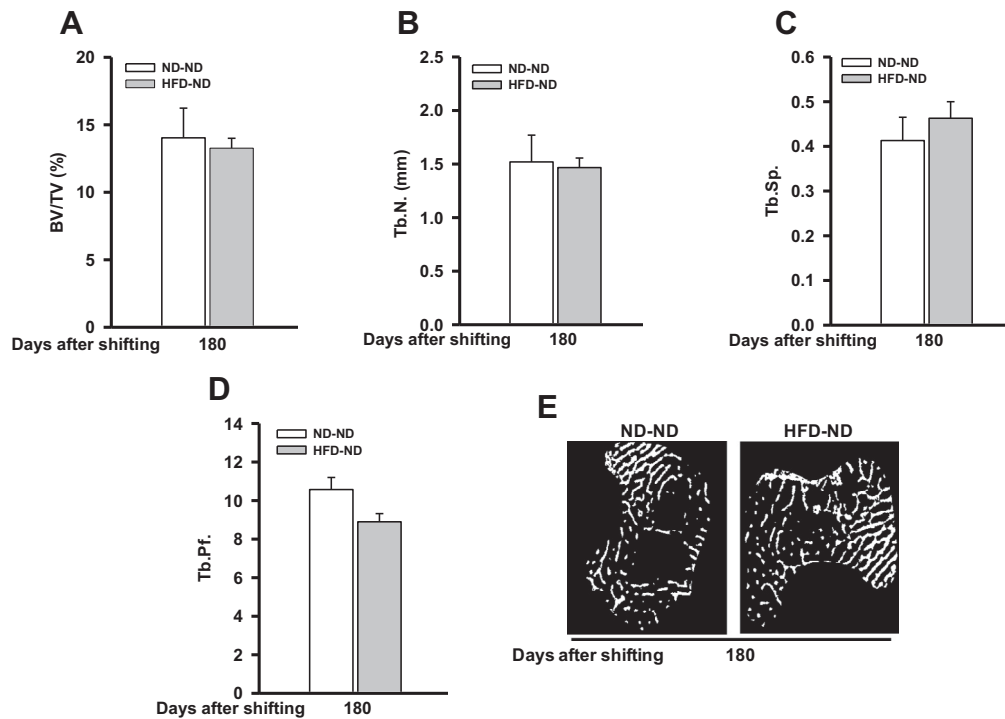 A
20
15
10
5
0
BV/TV (%)
ND-ND
HFD-ND
Days after shifting 180
B
2.5
2.0
1.5
1.0
0.5
0.0
Tb.N. (mm)
ND-ND
HFD-ND
Days after shifting 180
C
0.6
0.5
0.4
0.3
0.2
0.1
0.0
Tb.Sp.
ND-ND
HFD-ND
Days after shifting 180
D
14
12
10
8
6
4
2
0
Tb.Pf.
ND-ND
HFD-ND
Days after shifting 180
E
ND-ND HFD-ND
Days after shifting 180